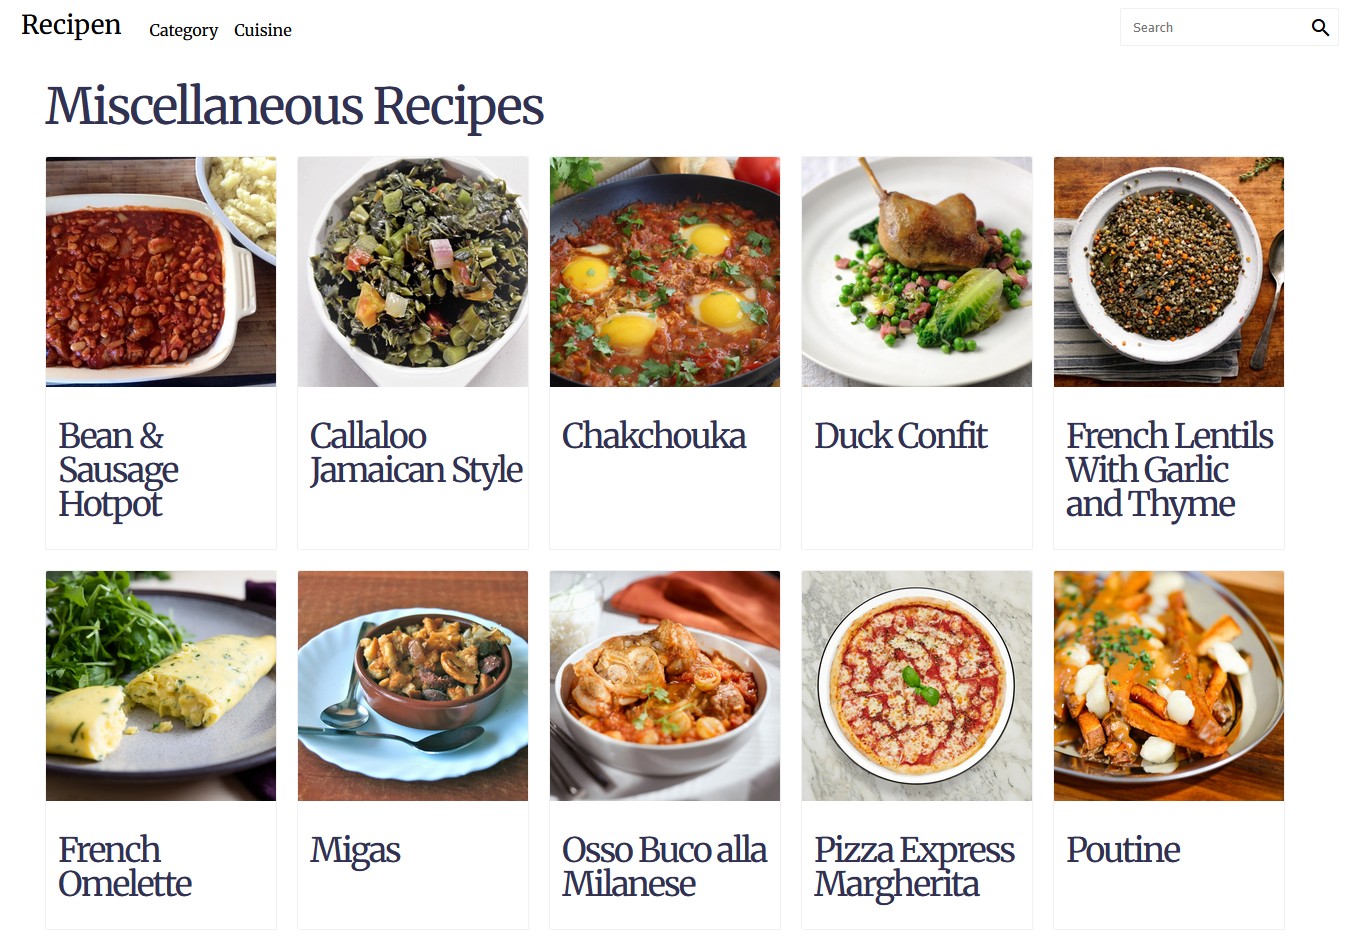 Recipen Category Cuisine Search
Miscellaneous Recipes
Bean &
Sausage
Hotpot
Callaloo
Jamaican Style
Chakchouka
Duck Confit
French Lentils
With Garlic
and Thyme
French
Omelette
Migas
Osso Buco alla
Milanese
Pizza Express
Margherita
Poutine